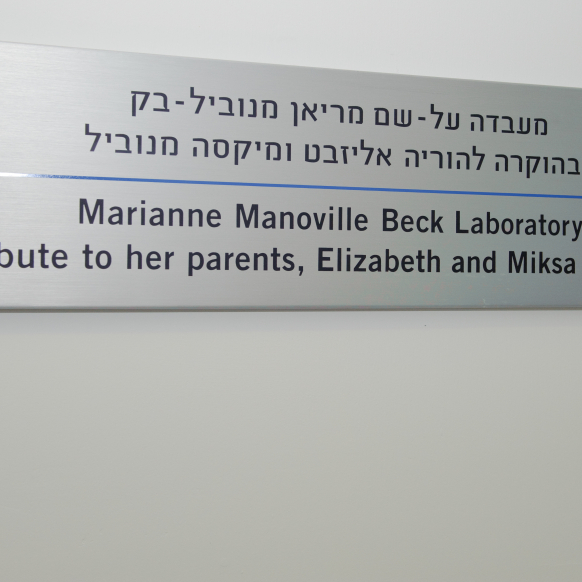 מעבדה על-שם מריאן מנוביל-בק
בהוקרה להוריה אליזבט ומיקסה מנוביל
Marianne Manoville Beck Laboratory
bute to her parents, Elizabeth and Miksa